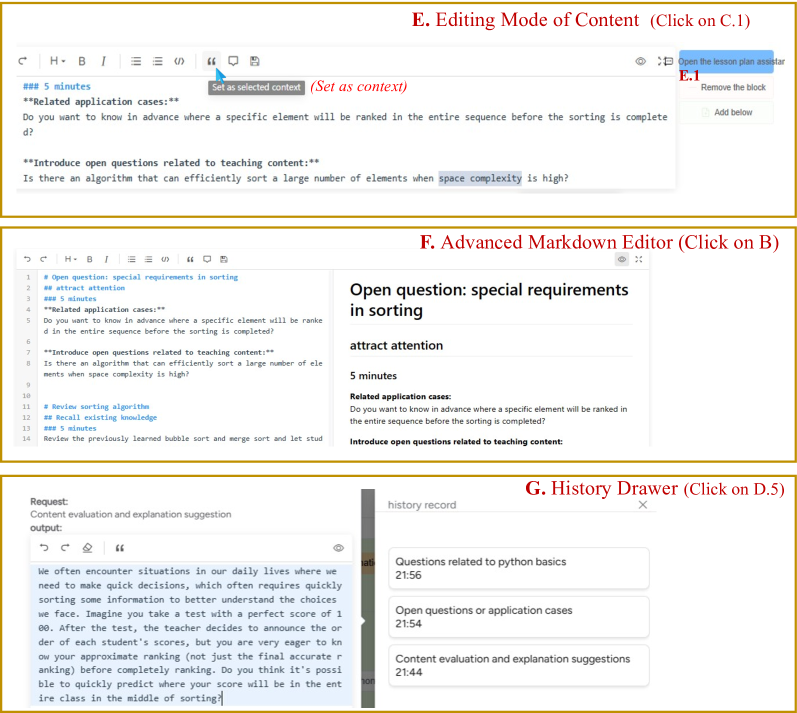 E. Editing Mode of Content (Click on C.1)
H B I
Open the lesson plan assistar
E.1
Set as selected context
(Set as context)
Remove the block
Add below
### 5 minutes
**Related application cases:**
Do you want to know in advance where a specific element will be ranked in the entire sequence before the sorting is complete
d?
**Introduce open questions related to teaching content:**
Is there an algorithm that can efficiently sort a large number of elements when space complexity is high?
F. Advanced Markdown Editor (Click on B)
H B I
1 # Open question: special requirements in sorting
2 ## attract attention
3 ### 5 minutes
4 **Related application cases:**
5 Do you want to know in advance where a specific element will be ranke
d in the entire sequence before the sorting is completed?
6
7 **Introduce open questions related to teaching content:**
8 Is there an algorithm that can efficiently sort a large number of ele
ments when space complexity is high?
9
10
11 # Review sorting algorithm
12 ## Recall existing knowledge
13 ### 5 minutes
14 Review the previously learned bubble sort and merge sort and let stud
Open question: special requirements
in sorting
attract attention
5 minutes
Related application cases:
Do you want to know in advance where a specific element will be ranked in
the entire sequence before the sorting is completed?
Introduce open questions related to teaching content:
G. History Drawer (Click on D.5)
Request:
Content evaluation and explanation suggestion
output:
We often encounter situations in our daily lives where we
need to make quick decisions, which often requires quickly
sorting some information to better understand the choices
we face. Imagine you take a test with a perfect score of 1
00. After the test, the teacher decides to announce the or
der of each student's scores, but you are very eager to kn
ow your approximate ranking (not just the final accurate r
anking) before completely ranking. Do you think it's possi
ble to quickly predict where your score will be in the ent
ire class in the middle of sorting?
history record
Questions related to python basics
21:56
Open questions or application cases
21:54
Content evaluation and explanation suggestions
21:44